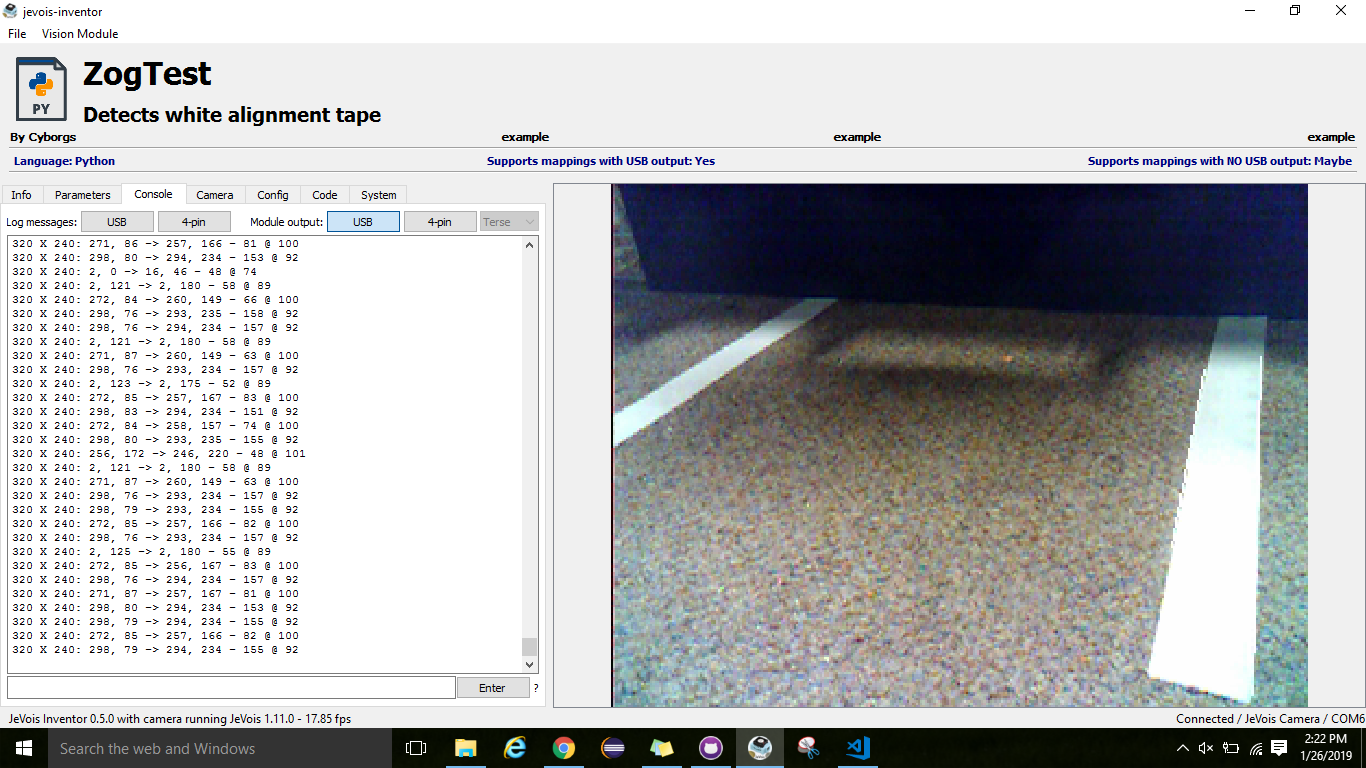 jevois-inventor
File Vision Module
PY
ZogTest
Detects white alignment tape
By Cyborgs example example example
Language: Python Supports mappings with USB output: Yes Supports mappings with NO USB output: Maybe
Info Parameters Console Camera Config Code System
Log messages: USB 4-pin Module output: USB 4-pin Terse
320 X 240: 271, 86 -> 257, 166 - 81 @ 100
320 X 240: 298, 80 -> 294, 234 - 153 @ 92
320 X 240: 2, 0 -> 16, 46 - 48 @ 74
320 X 240: 2, 121 -> 2, 180 - 58 @ 89
320 X 240: 272, 84 -> 260, 149 - 66 @ 100
320 X 240: 298, 76 -> 293, 235 - 158 @ 92
320 X 240: 298, 76 -> 294, 234 - 157 @ 92
320 X 240: 2, 121 -> 2, 180 - 58 @ 89
320 X 240: 271, 87 -> 260, 149 - 63 @ 100
320 X 240: 298, 76 -> 293, 234 - 157 @ 92
320 X 240: 2, 123 -> 2, 175 - 52 @ 89
320 X 240: 272, 85 -> 257, 167 - 83 @ 100
320 X 240: 298, 83 -> 294, 234 - 151 @ 92
320 X 240: 272, 84 -> 258, 157 - 74 @ 100
320 X 240: 298, 80 -> 293, 235 - 155 @ 92
320 X 240: 256, 172 -> 246, 220 - 48 @ 101
320 X 240: 2, 121 -> 2, 180 - 58 @ 89
320 X 240: 271, 87 -> 260, 149 - 63 @ 100
320 X 240: 298, 76 -> 293, 234 - 157 @ 92
320 X 240: 298, 79 -> 293, 234 - 155 @ 92
320 X 240: 272, 85 -> 257, 166 - 82 @ 100
320 X 240: 298, 76 -> 293, 234 - 157 @ 92
320 X 240: 2, 125 -> 2, 180 - 55 @ 89
320 X 240: 272, 85 -> 256, 167 - 83 @ 100
320 X 240: 298, 76 -> 294, 234 - 157 @ 92
320 X 240: 271, 87 -> 257, 167 - 81 @ 100
320 X 240: 298, 80 -> 294, 234 - 153 @ 92
320 X 240: 298, 79 -> 294, 234 - 155 @ 92
320 X 240: 272, 85 -> 257, 166 - 82 @ 100
320 X 240: 298, 79 -> 294, 234 - 155 @ 92
Enter ?
JeVois Inventor 0.5.0 with camera running JeVois 1.11.0 - 17.85 fps Connected / JeVois Camera / COM6
Search the web and Windows
2:22 PM
1/26/2019